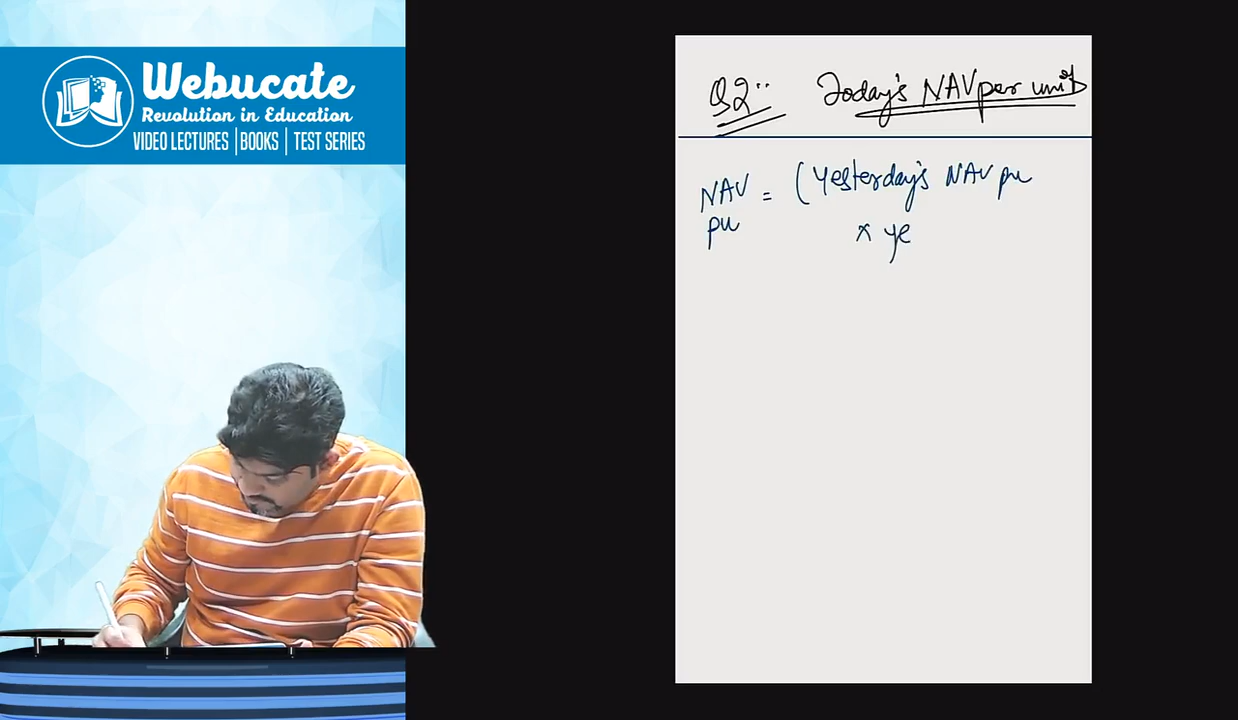 Webucate
Revolution in Education
VIDEO LECTURES | BOOKS | TEST SERIES
Q2:- Today's NAV per unit
NAV pu = (Yesterday's NAV pu
x ye